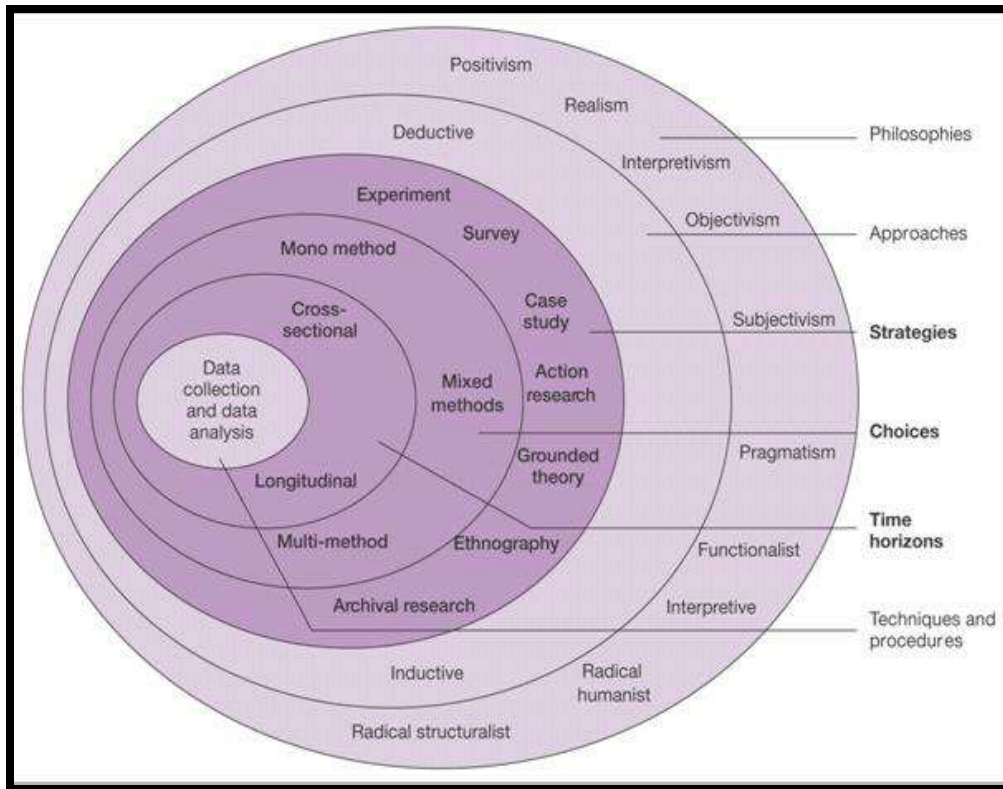 Positivism
Realism
Philosophies
Deductive
Interpretivism
Experiment
Objectivism
Approaches
Survey
Mono method
Cross-
sectional
Case
study
Subjectivism
Strategies
Data
collection
and data
analysis
Mixed
methods
Action
research
Choices
Pragmatism
Grounded
theory
Longitudinal
Time
horizons
Multi-method
Ethnography
Functionalist
Archival research
Interpretive
Techniques and
procedures
Inductive
Radical
humanist
Radical structuralist